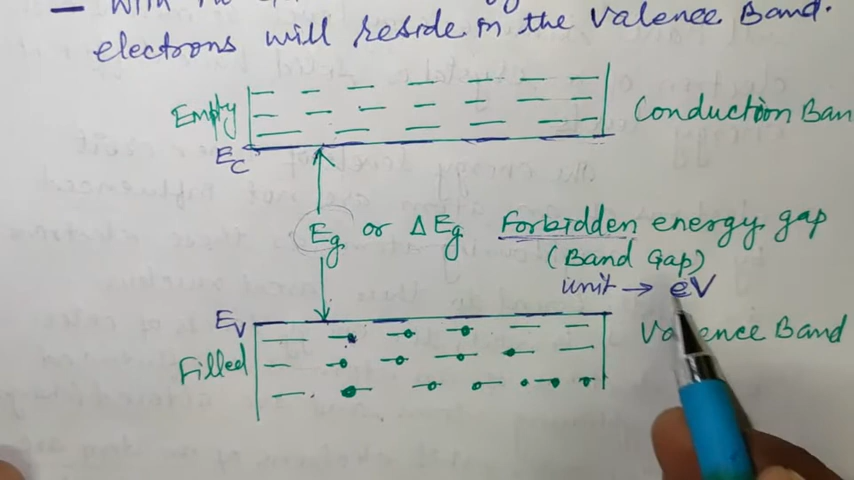 electrons will reside in the Valence Band.
Empty
Conduction Ban
EC
Eg or ΔEg Forbidden energy gap
(Band Gap)
unit → eV
EV
Valence Band
Filled